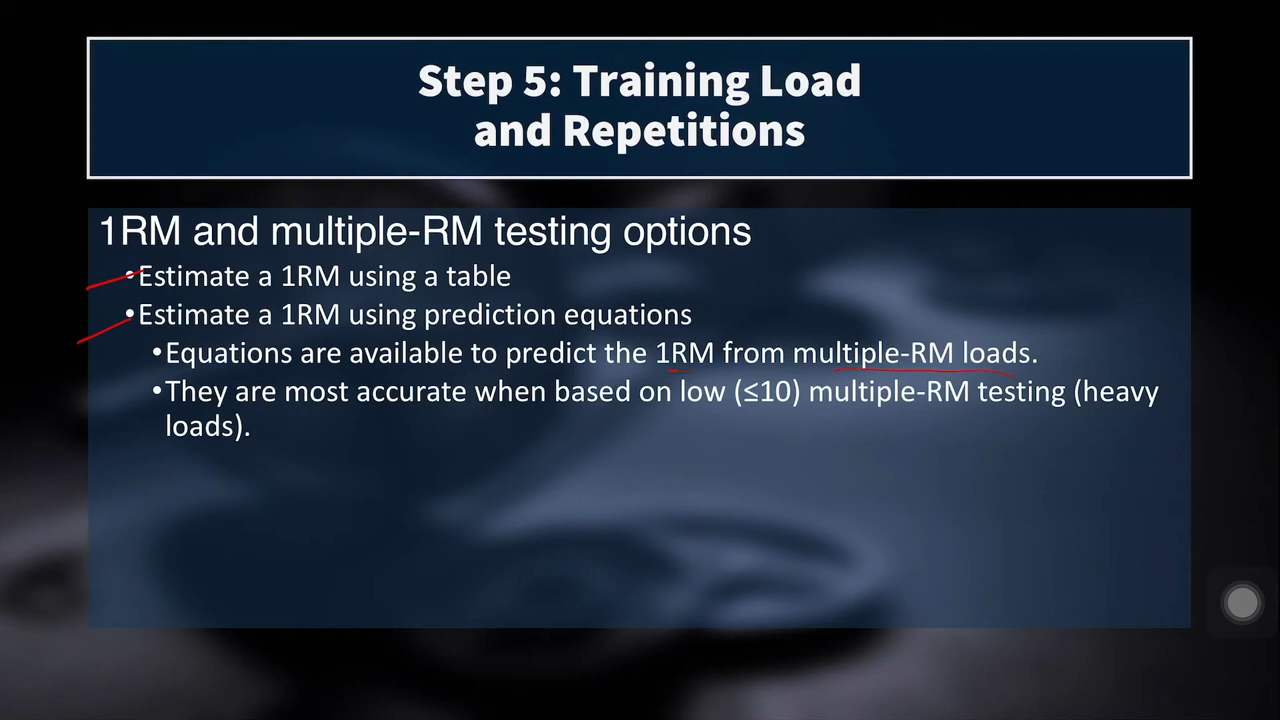 Step 5: Training Load
and Repetitions
1RM and multiple-RM testing options
•Estimate a 1RM using a table
•Estimate a 1RM using prediction equations
•Equations are available to predict the 1RM from multiple-RM loads.
•They are most accurate when based on low (≤10) multiple-RM testing (heavy
loads).